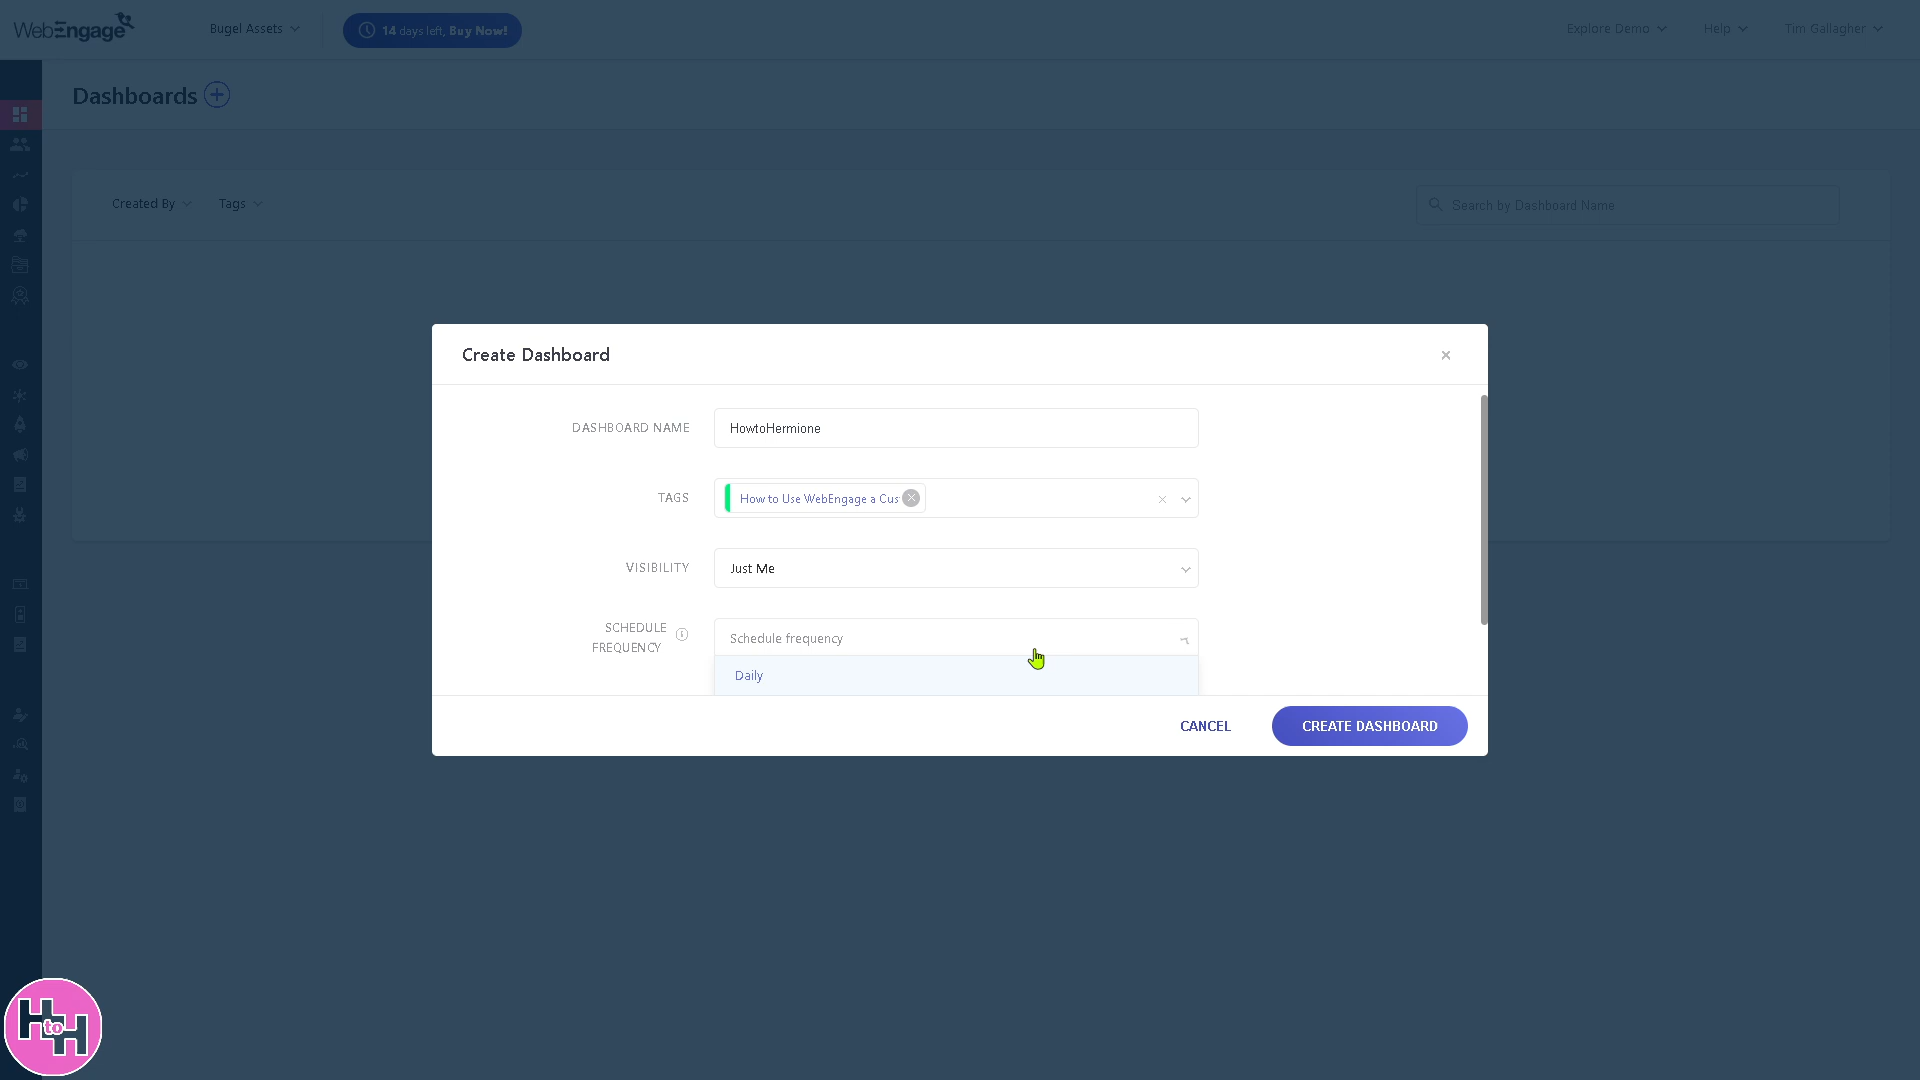 WebEngage
Bugel Assets
14 days left, Buy Now!
Explore Demo
Help
Tim Gallagher
Dashboards
Created By
Tags
Search by Dashboard Name
Create Dashboard
DASHBOARD NAME
HowtoHermione
TAGS
How to Use WebEngage a Cus
VISIBILITY
Just Me
SCHEDULE
FREQUENCY
Schedule frequency
Daily
CANCEL
CREATE DASHBOARD
H to H